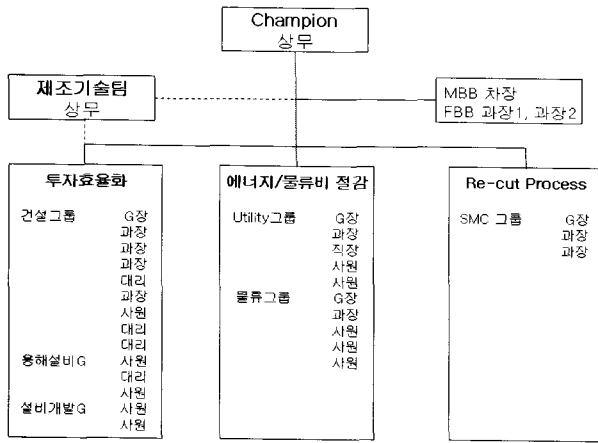 Champion
상무
제조기술팀
상무
MBB 차장
FBB 과장1, 과장2
투자효율화
건설그룹 G장
과장
과장
과장
대리
과장
사원
대리
대리
용해설비G 사원
대리
사원
설비개발G 사원
사원
에너지/물류비 절감
Utility그룹 G장
과장
직장
사원
사원
물류그룹 G장
과장
사원
사원
사원
Re-cut Process
SMC 그룹 G장
과장
과장